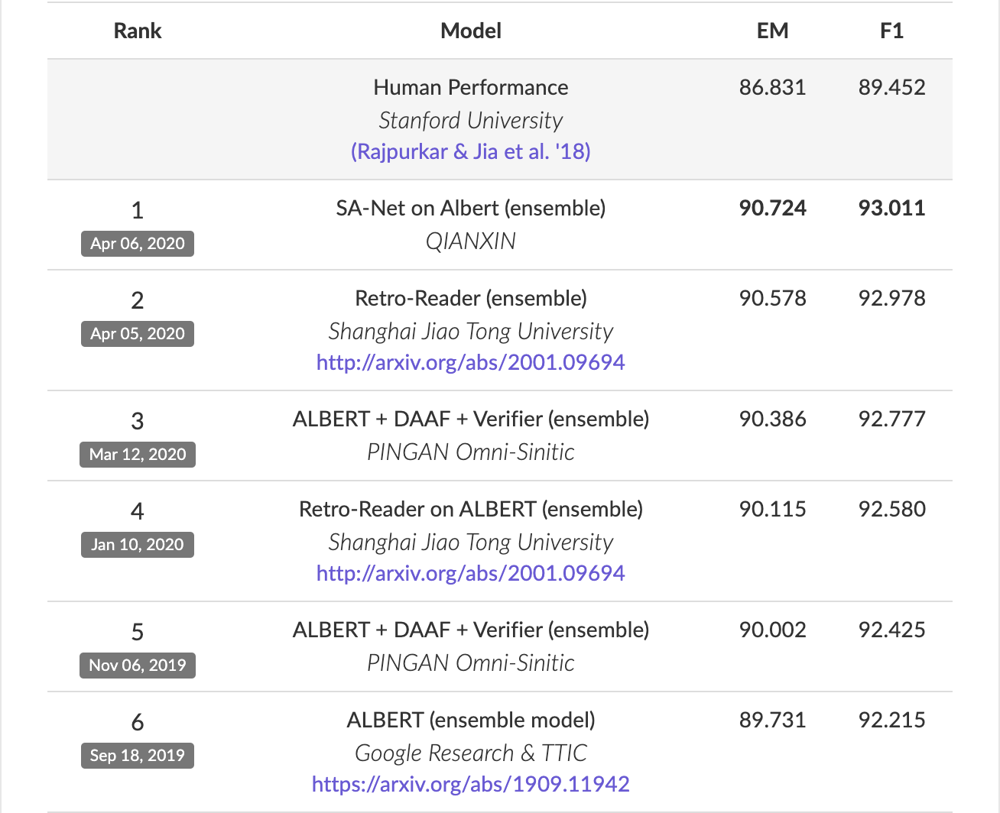 Rank Model EM F1
Human Performance 86.831 89.452
Stanford University
(Rajpurkar & Jia et al. '18)
1 SA-Net on Albert (ensemble) 90.724 93.011
Apr 06, 2020 QIANXIN
2 Retro-Reader (ensemble) 90.578 92.978
Apr 05, 2020 Shanghai Jiao Tong University
http://arxiv.org/abs/2001.09694
3 ALBERT + DAAF + Verifier (ensemble) 90.386 92.777
Mar 12, 2020 PINGAN Omni-Sinitic
4 Retro-Reader on ALBERT (ensemble) 90.115 92.580
Jan 10, 2020 Shanghai Jiao Tong University
http://arxiv.org/abs/2001.09694
5 ALBERT + DAAF + Verifier (ensemble) 90.002 92.425
Nov 06, 2019 PINGAN Omni-Sinitic
6 ALBERT (ensemble model) 89.731 92.215
Sep 18, 2019 Google Research & TTIC
https://arxiv.org/abs/1909.11942